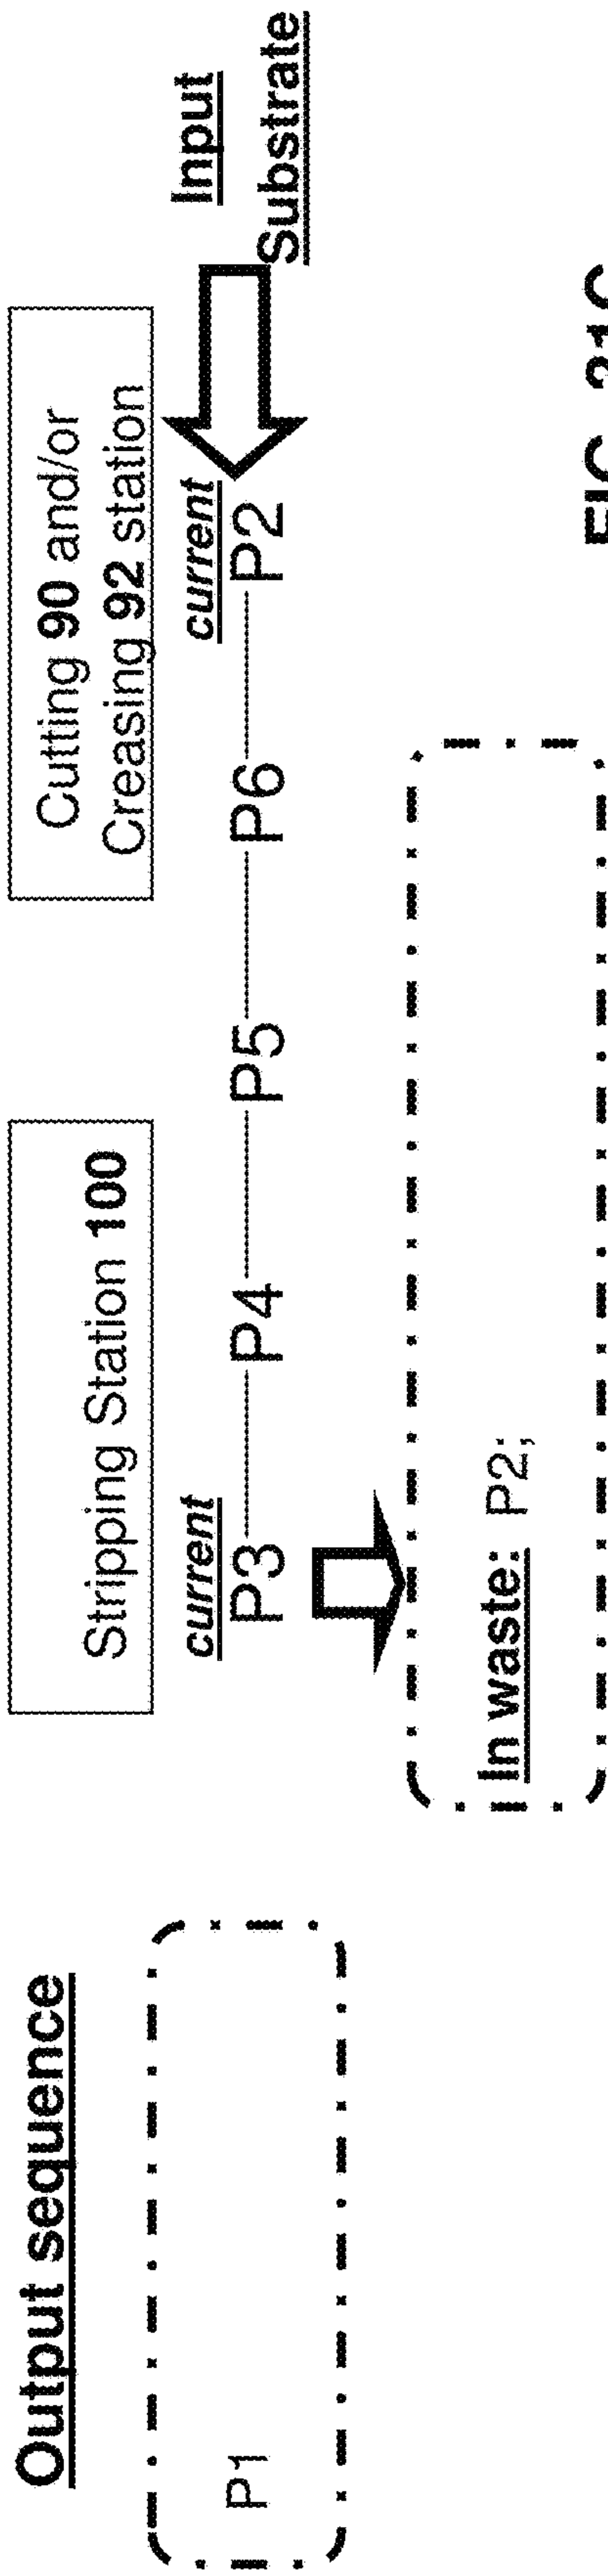 Output sequence
Stripping Station 100
Cutting 90 and/or
Creasing 92 station
current
current
Input
Substrate
P1
P3
P4
P5
P6
P2
In waste: P2;